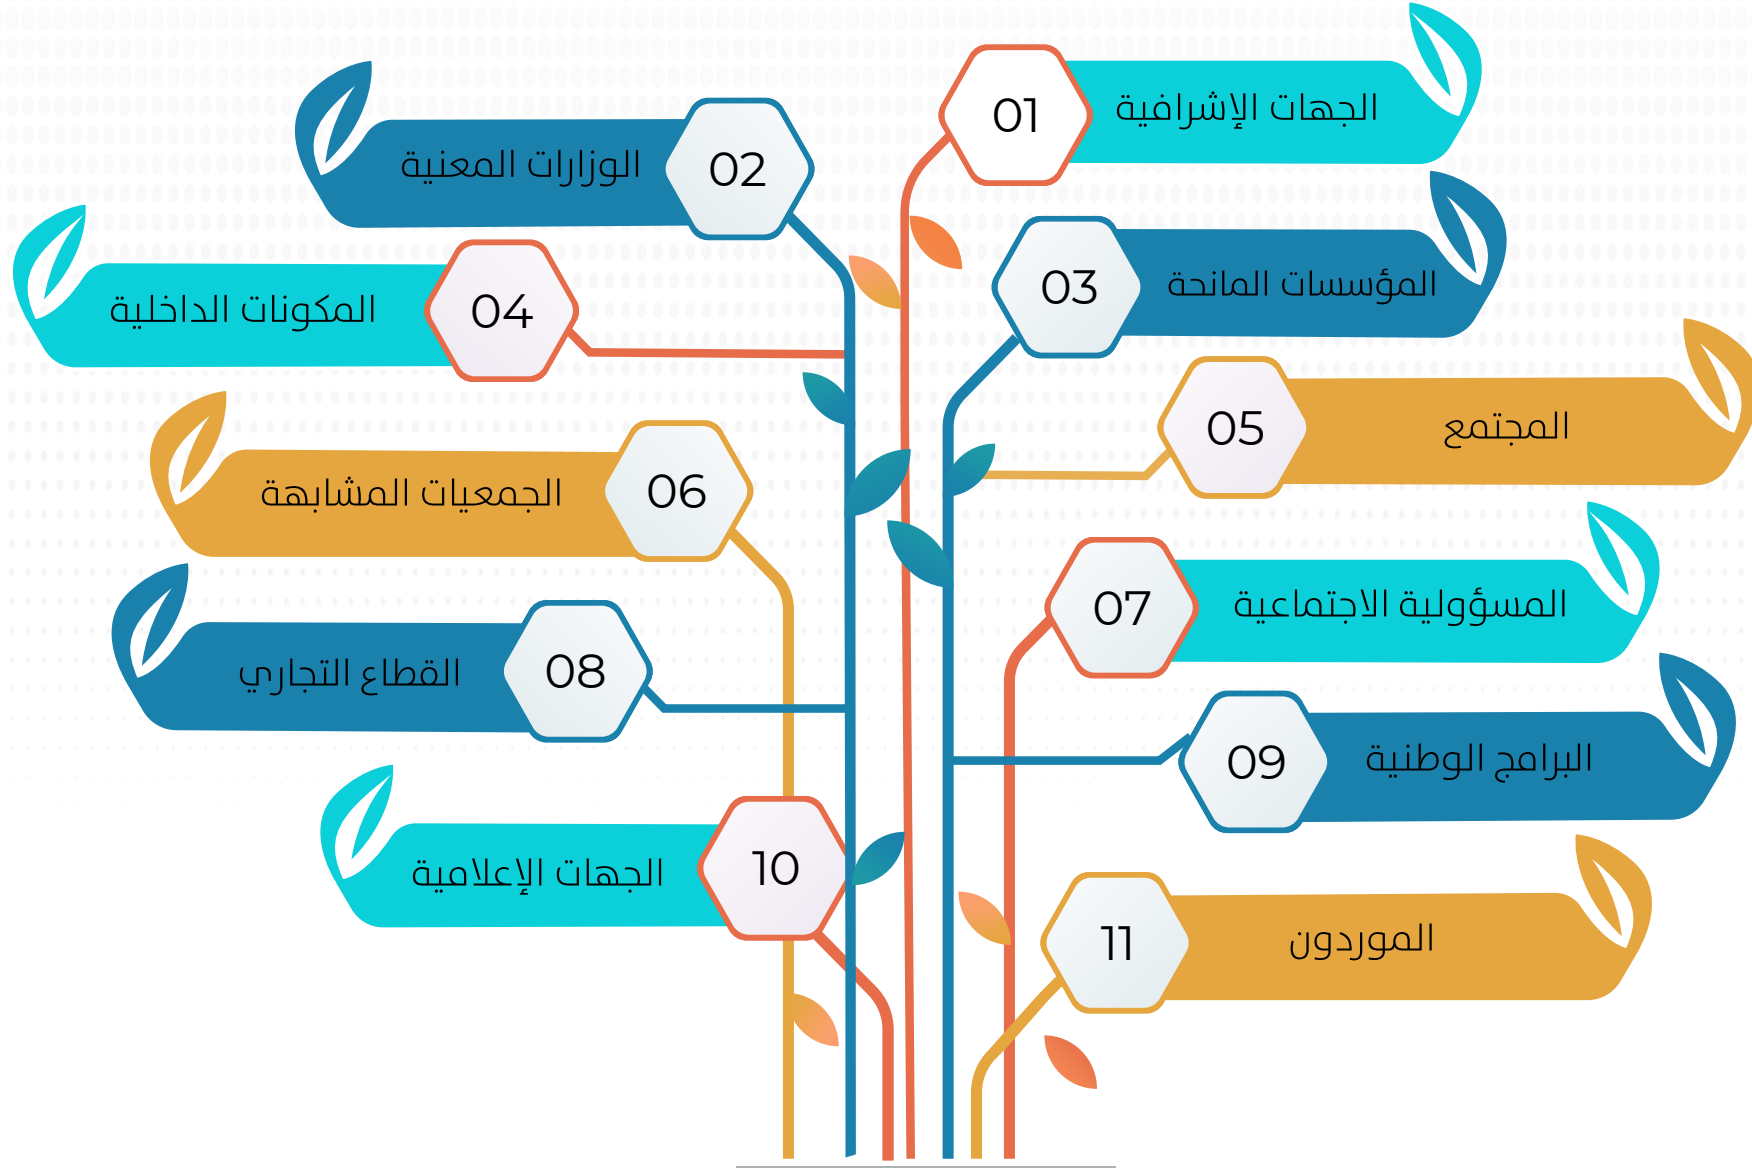 01
الجهات الإشرافية
02
الوزارات المعنية
03
المؤسسات المانحة
04
المكونات الداخلية
05
المجتمع
06
الجمعيات المشابهة
07
المسؤولية الاجتماعية
08
القطاع التجاري
09
البرامج الوطنية
10
الجهات الإعلامية
11
الموردون